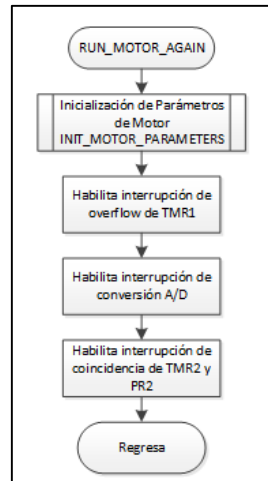 RUN_MOTOR_AGAIN
Inicialización de Parámetros
de Motor
INIT_MOTOR_PARAMETERS
Habilita interrupción de
overflow de TMR1
Habilita interrupción de
conversión A/D
Habilita interrupción de
coincidencia de TMR2 y
PR2
Regresa